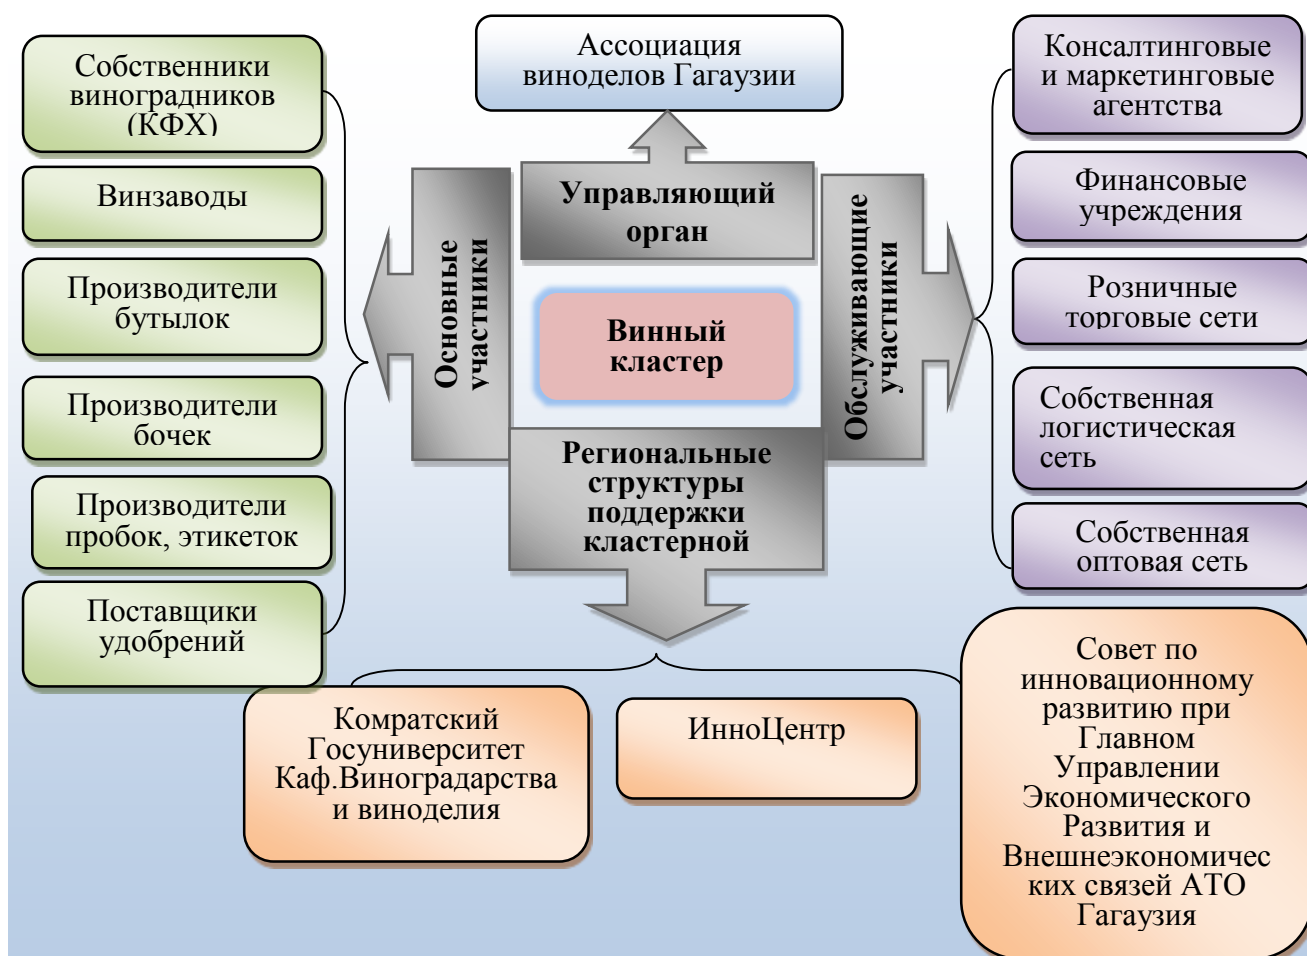 Собственники
виноградников
(КФХ)
Винзаводы
Производители
бутылок
Производители
бочек
Производители
пробок, этикеток
Поставщики
удобрений
Основные
участники
Ассоциация
виноделов Гагаузии
Управляющий
орган
Винный
кластер
Региональные
структуры
поддержки
кластерной
Обслуживающие
участники
Консалтинговые
и маркетинговые
агентства
Финансовые
учреждения
Розничные
торговые сети
Собственная
логистическая
сеть
Собственная
оптовая сеть
Комратский
Госуниверситет
Каф.Виноградарства
и виноделия
ИнноЦентр
Совет по
инновационному
развитию при
Главном
Управлении
Экономического
Развития и
Внешнеэкономичес
ких связей АТО
Гагаузия